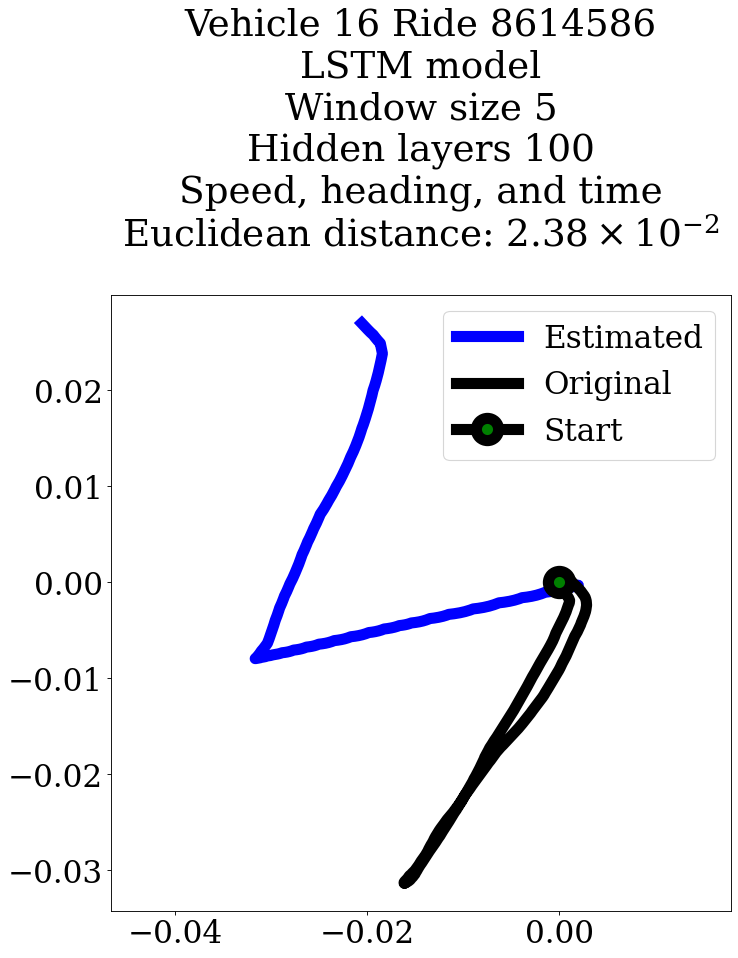 Vehicle 16 Ride 8614586
LSTM model
Window size 5
Hidden layers 100
Speed, heading, and time
Euclidean distance: 2.38 × 10⁻²
Estimated
Original
Start
0.02
0.01
0.00
−0.01
−0.02
−0.03
−0.04
−0.02
0.00